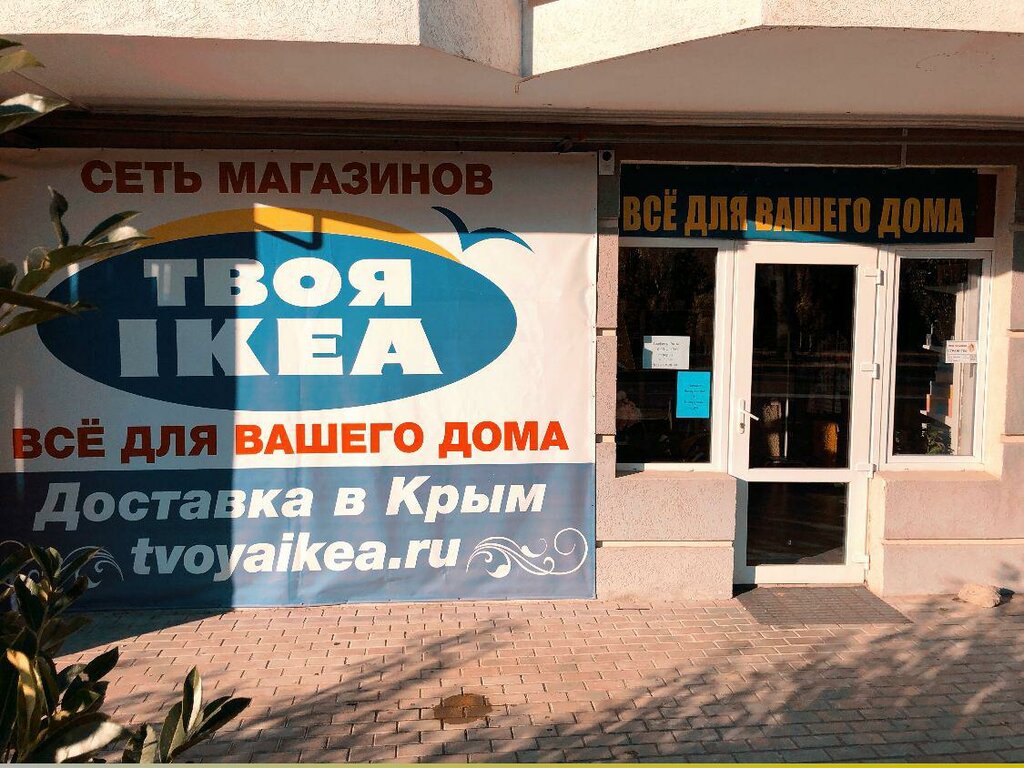 СЕТЬ МАГАЗИНОВ
ТВОЯ
IKEA
ВСЁ ДЛЯ ВАШЕГО ДОМА
Доставка в Крым
tvoyaikea.ru
ВСЁ ДЛЯ ВАШЕГО ДОМА